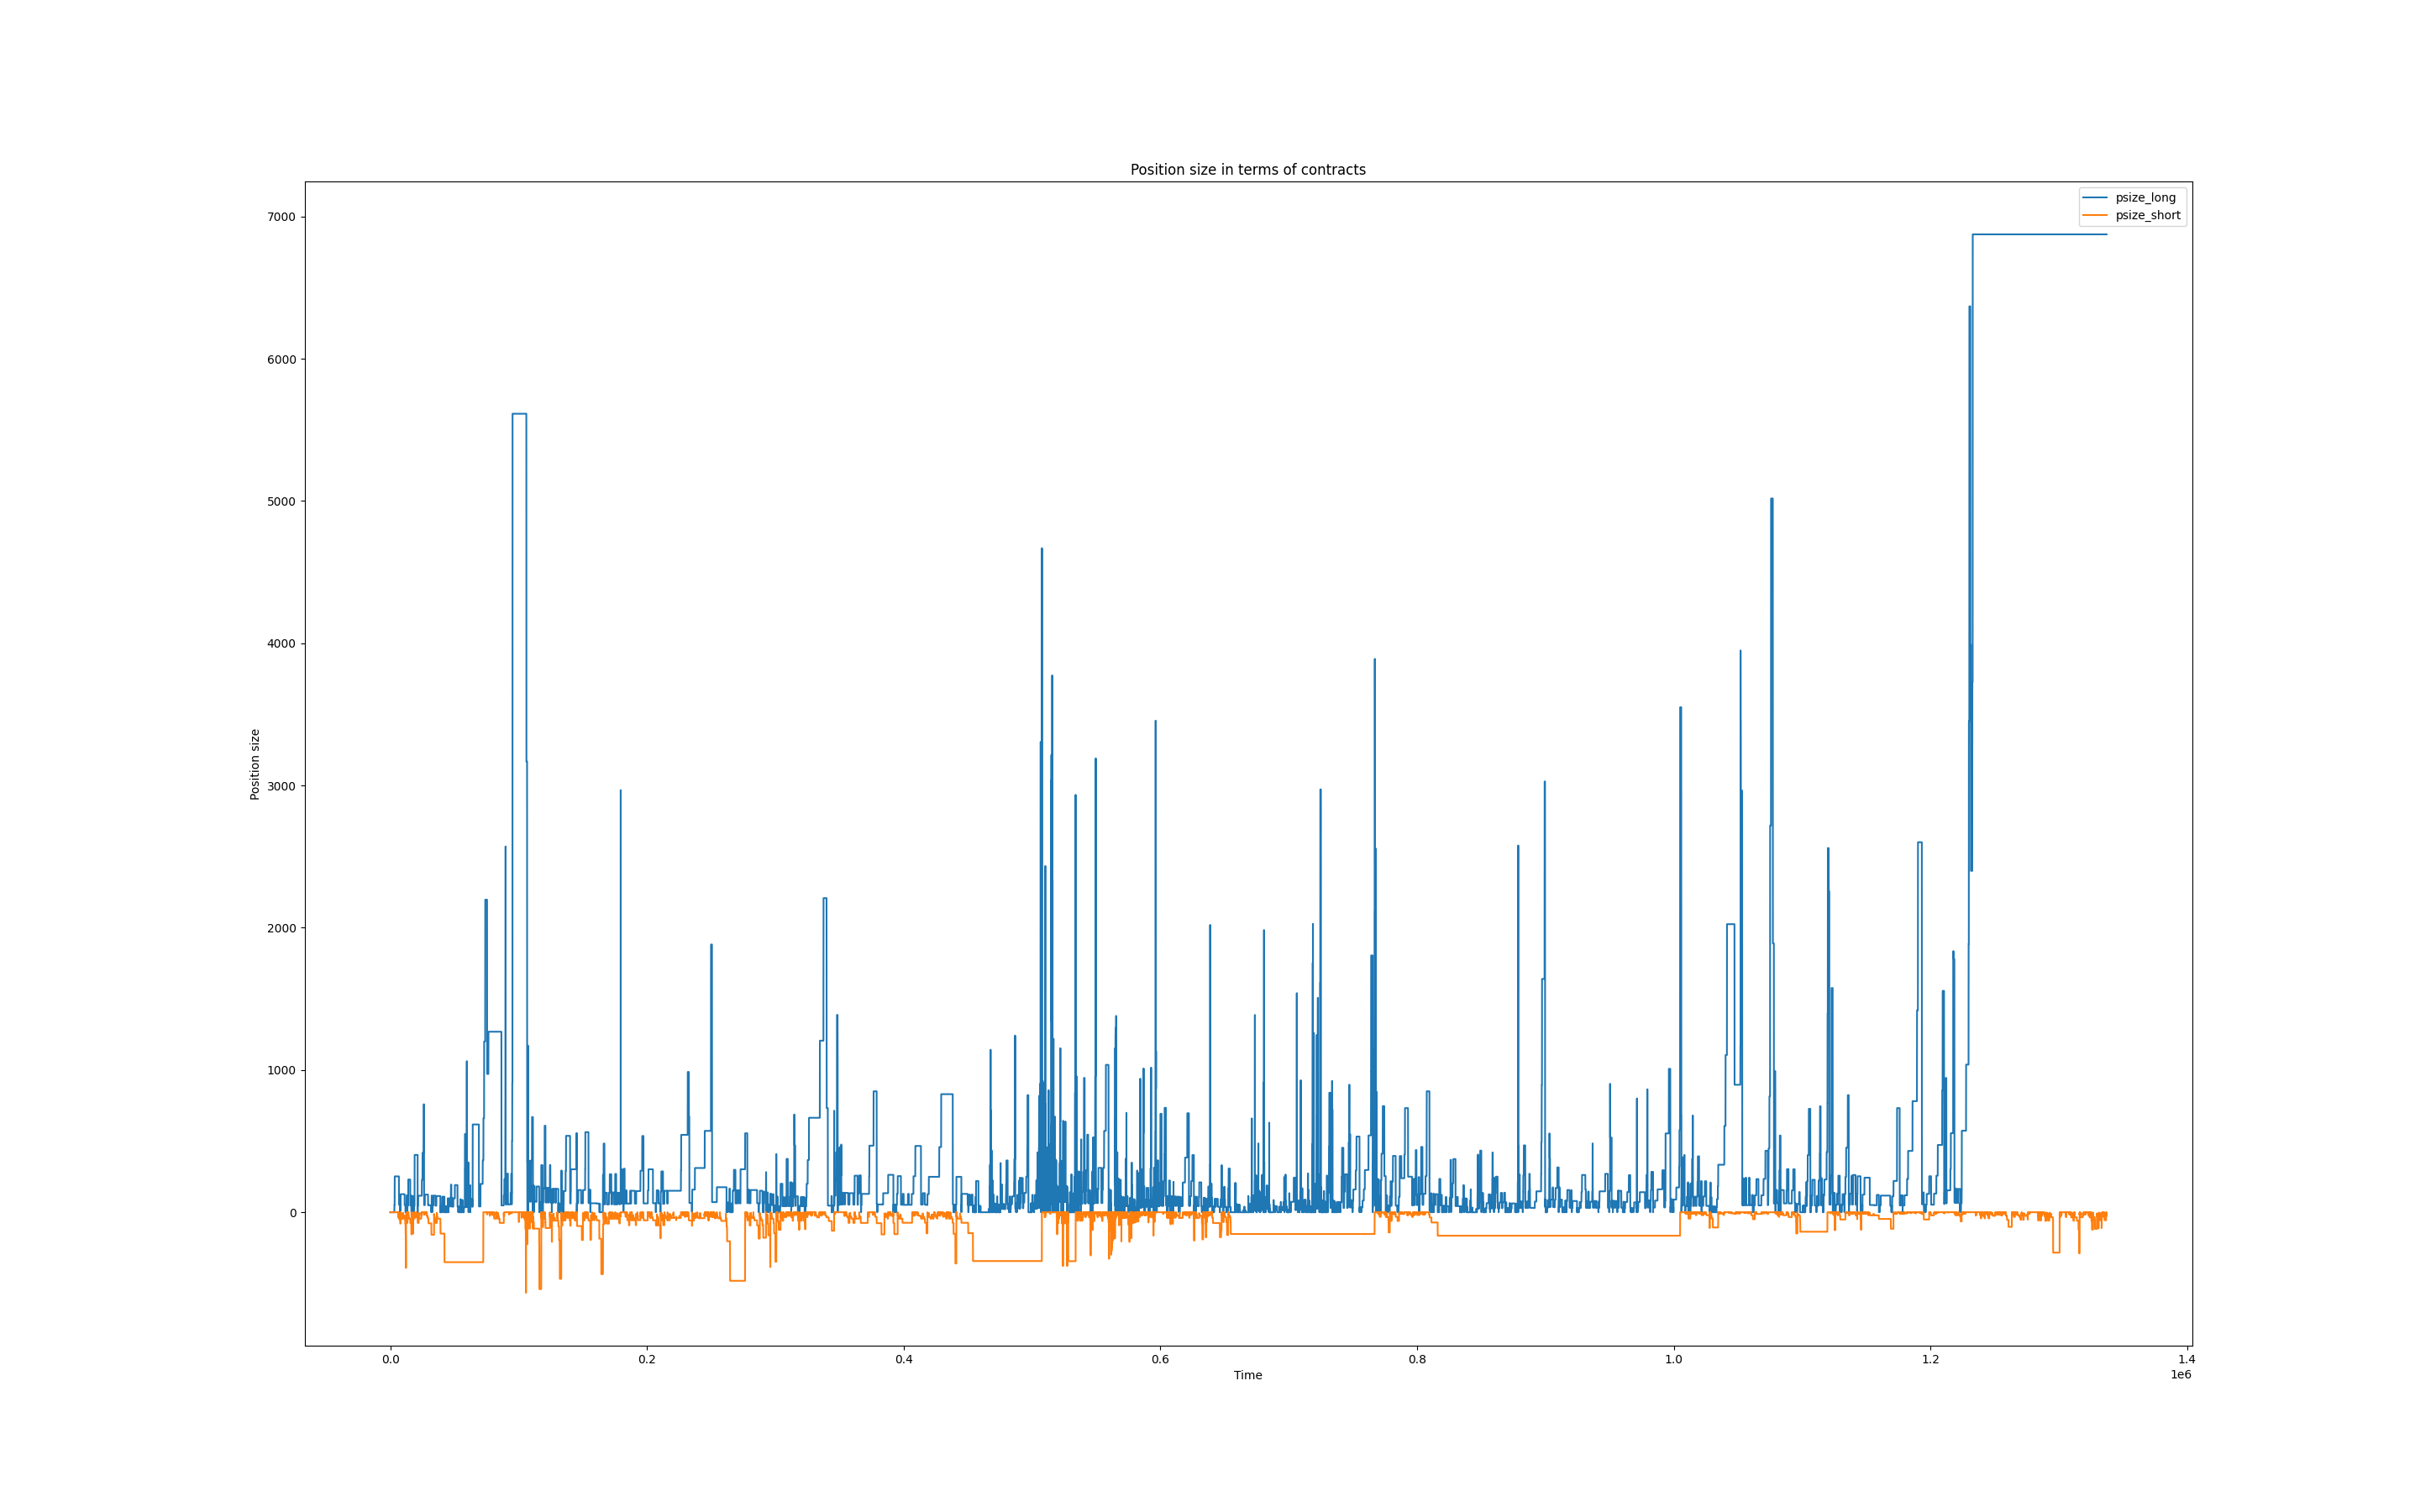 Position size in terms of contracts
psize_long
psize_short
7000
6000
5000
4000
3000
2000
1000
0
Position size
0.0 0.2 0.4 0.6 0.8 1.0 1.2 1.4
Time
1e6